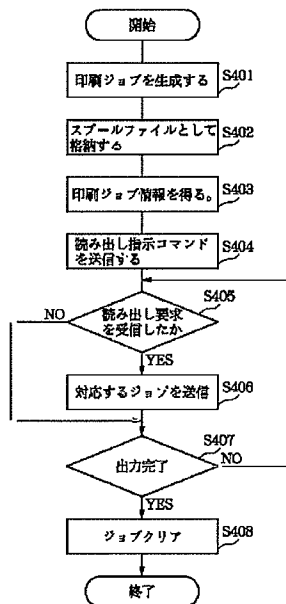 開始
印刷ジョブを生成する
S401
スプールファイルとして
格納する
S402
印刷ジョブ情報を得る。
S403
読み出し指示コマンド
を送信する
S404
読み出し要求
を受信したか
S405
NO
YES
対応するジョブを送信
S406
出力完了
S407
NO
YES
ジョブクリア
S408
終了